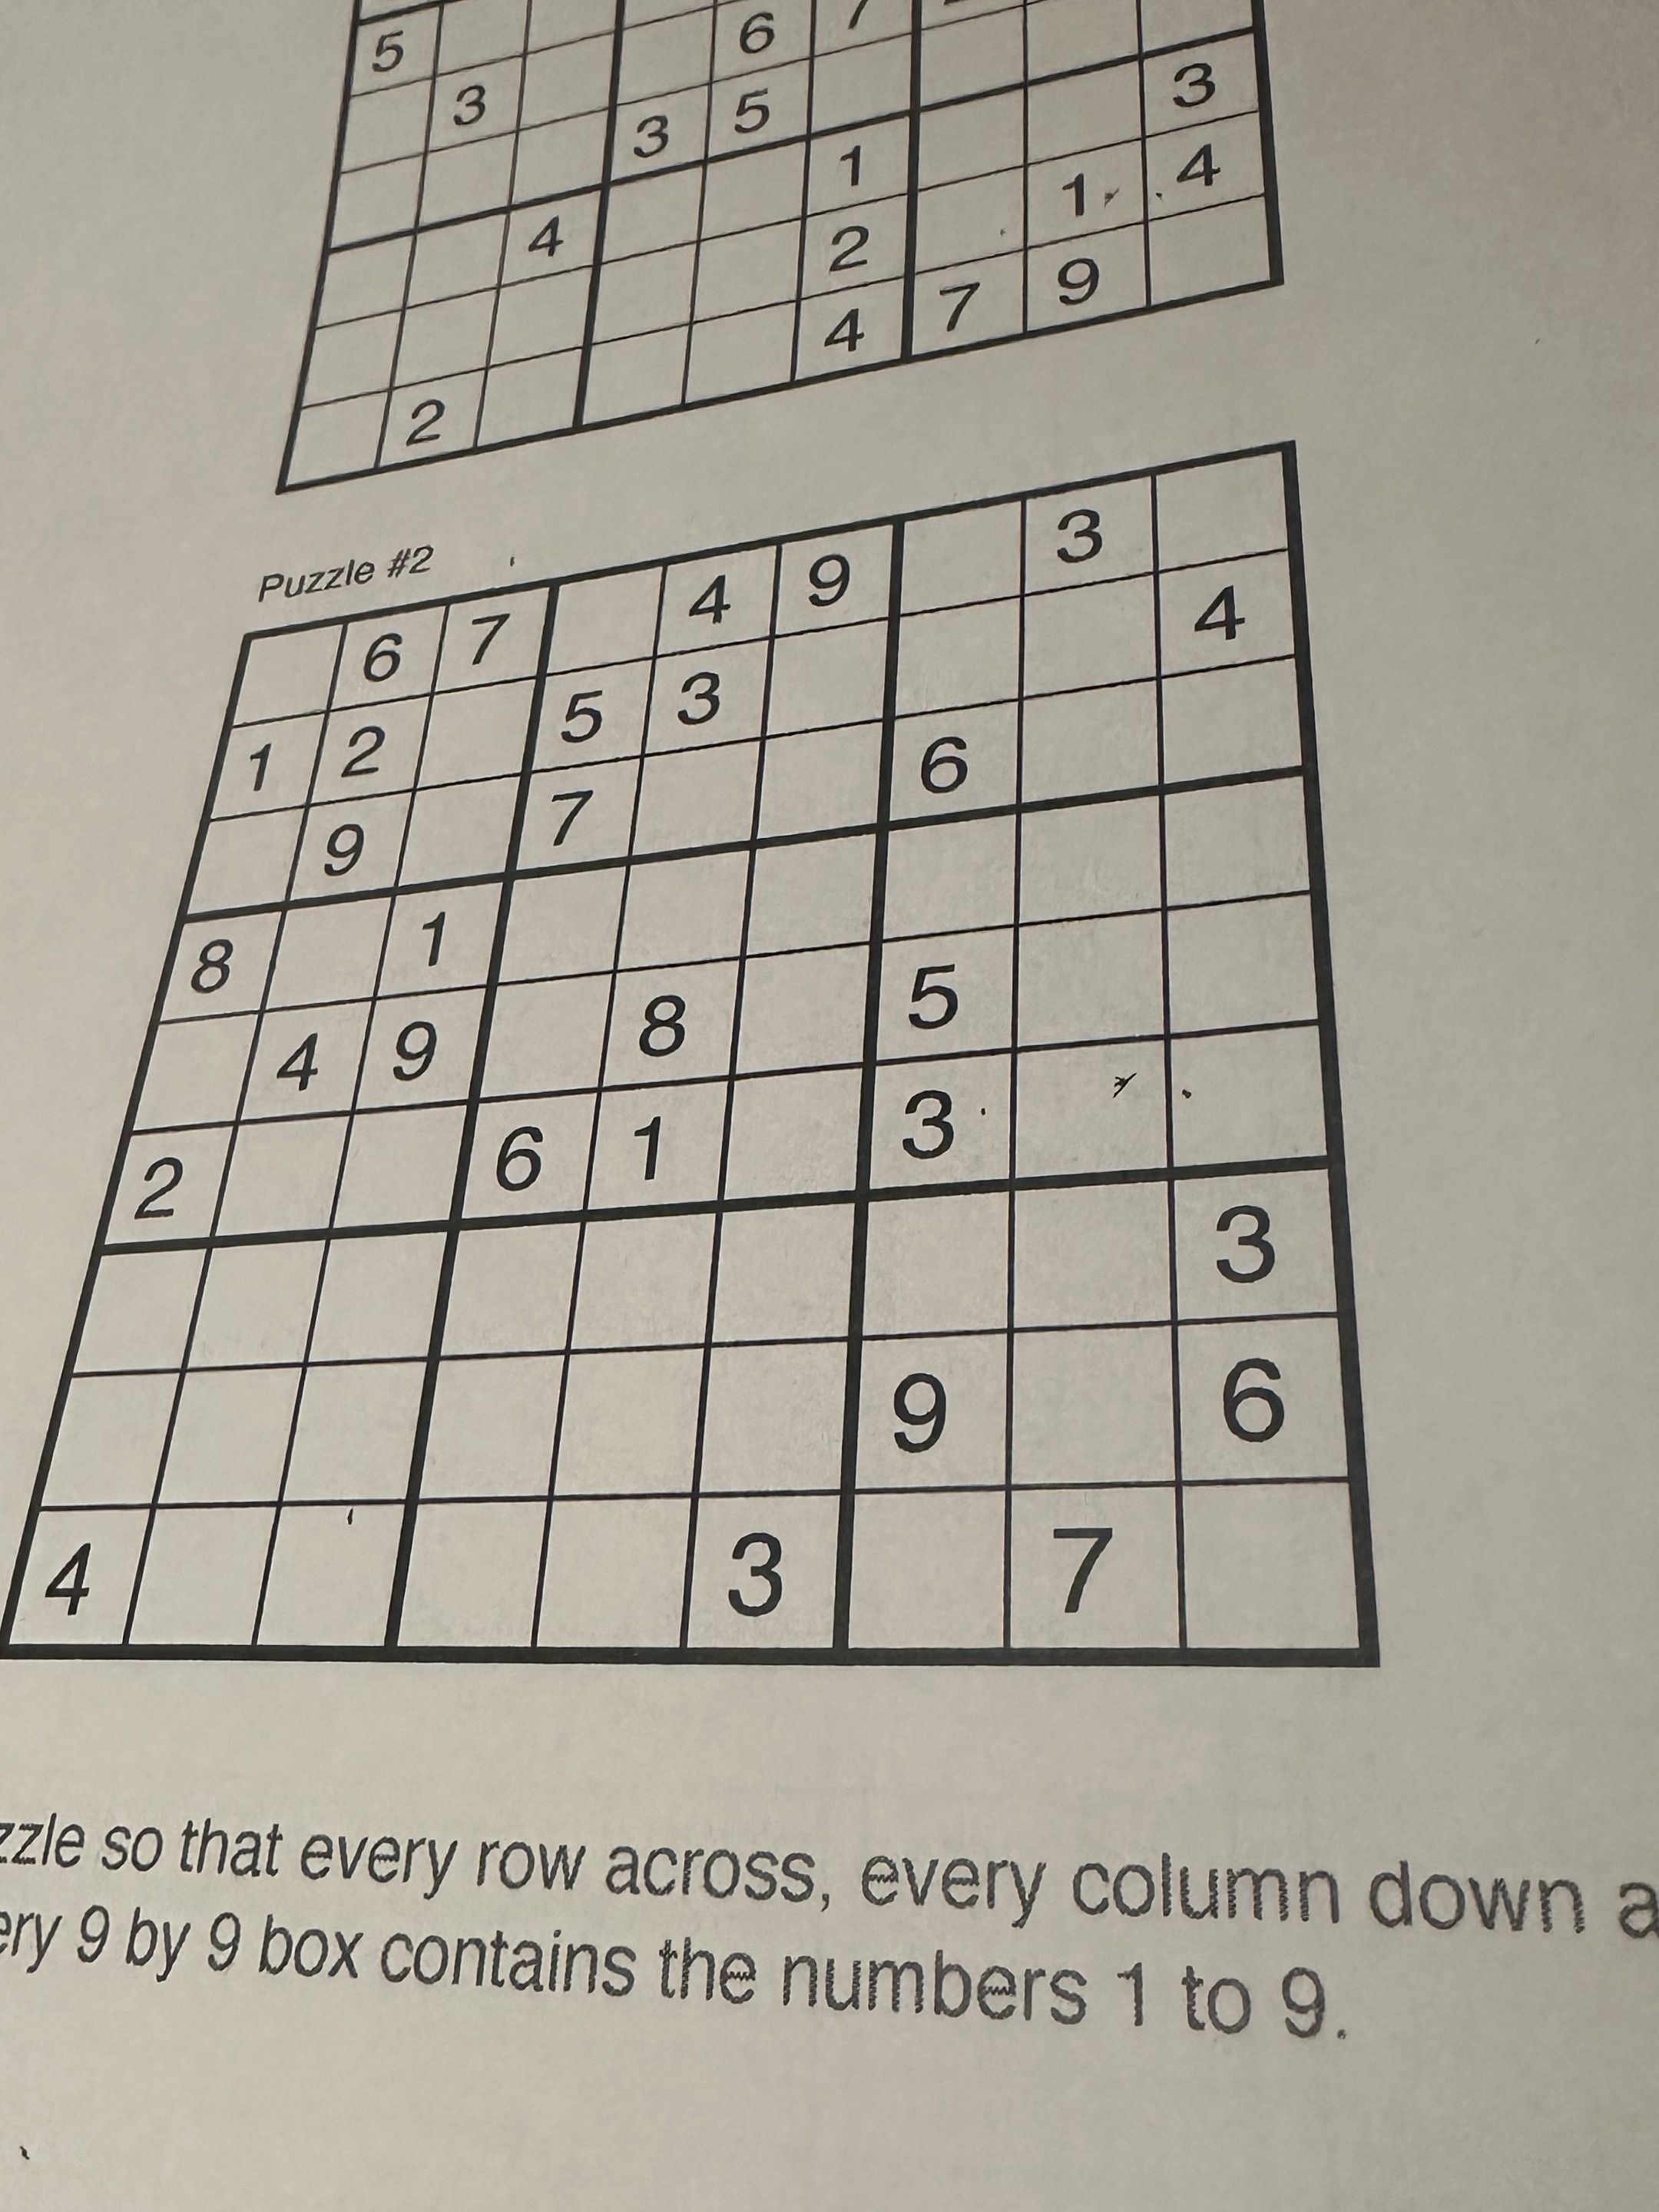 5
3 6
3 5
4 1 3
2 1 4
2 4 7 9
Puzzle #2
6 7 4 9 3
1 2 5 3 4
9 7 6
8 1
4 9 8 5
2 6 1 3
3
9 6
4 3 7
so that every row across, every column down
9 by 9 box contains the numbers 1 to 9.